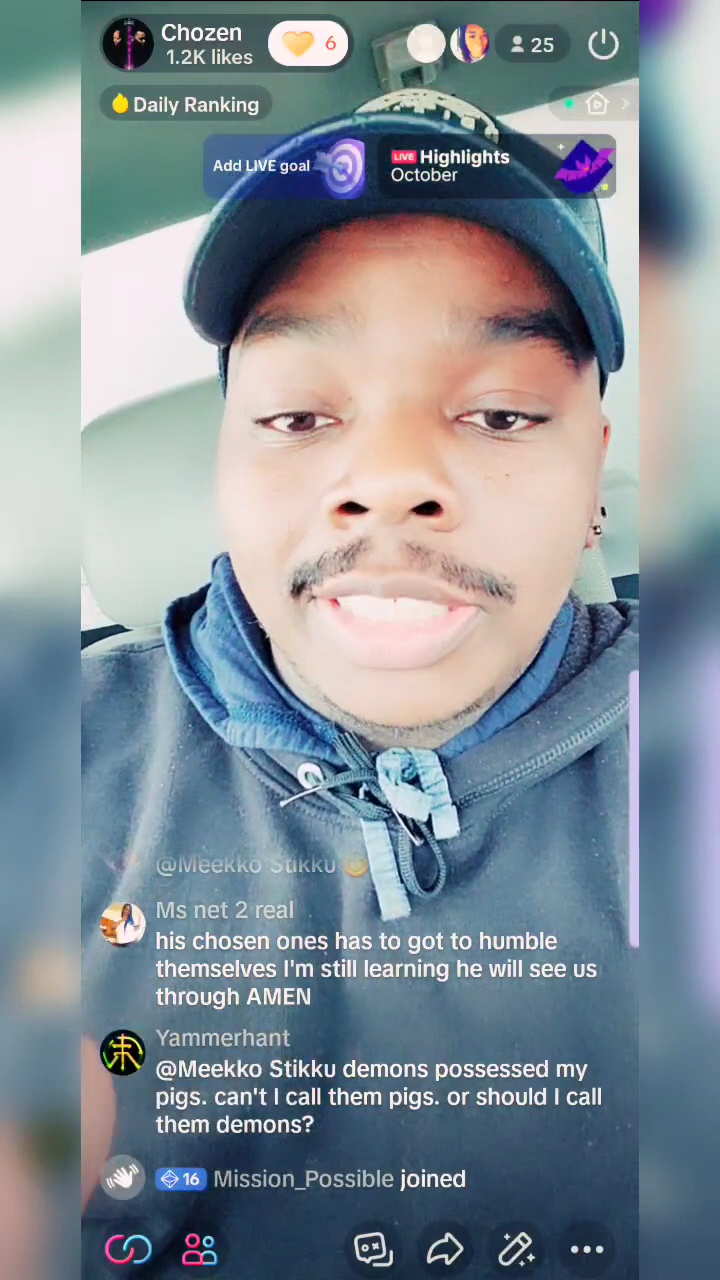 Chozen
1.2K likes
6
25
Daily Ranking
Add LIVE goal
LIVE Highlights
October
@Meekko Stikku
Ms net 2 real
his chosen ones has to got to humble
themselves I'm still learning he will see us
through AMEN
Yammerhant
@Meekko Stikku demons possessed my
pigs. can't I call them pigs. or should I call
them demons?
16 Mission_Possible joined